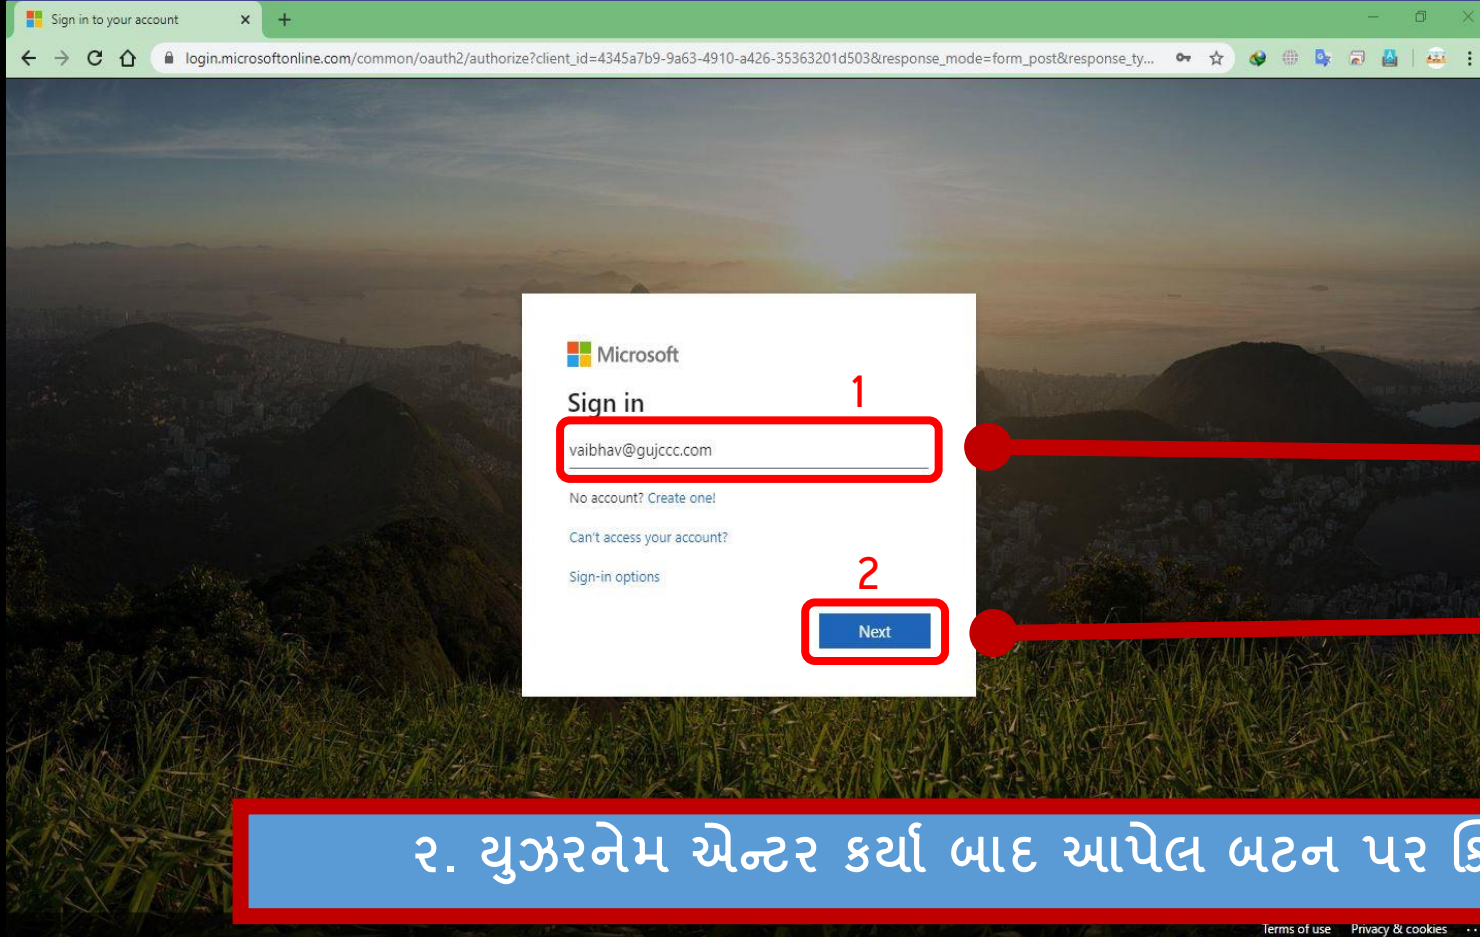 Sign in to your account
login.microsoftonline.com/common/oauth2/authorize?client_id=4345a7b9-9a63-4910-a426-35363201d503&response_mode=form_post&response_ty...
Microsoft
1
Sign in
vaibhav@gujccc.com
No account? Create one!
Can't access your account?
Sign-in options
2
Next
૨. યુઝરનેમ એન્ટર કર્યા બાદ આપેલ બટન પર
Terms of use Privacy & cookies